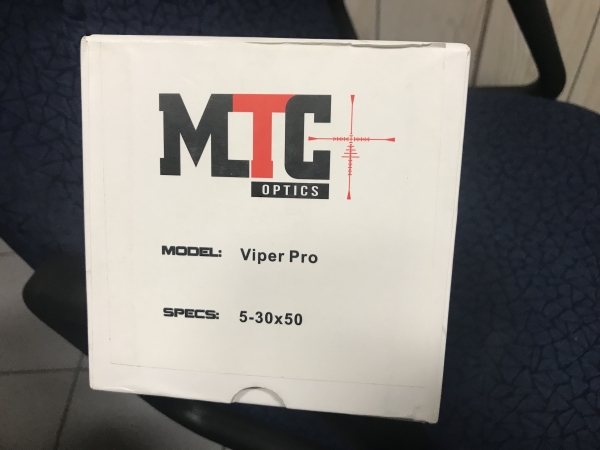 MTC
OPTICS
MODEL: Viper Pro
SPECS: 5-30x50